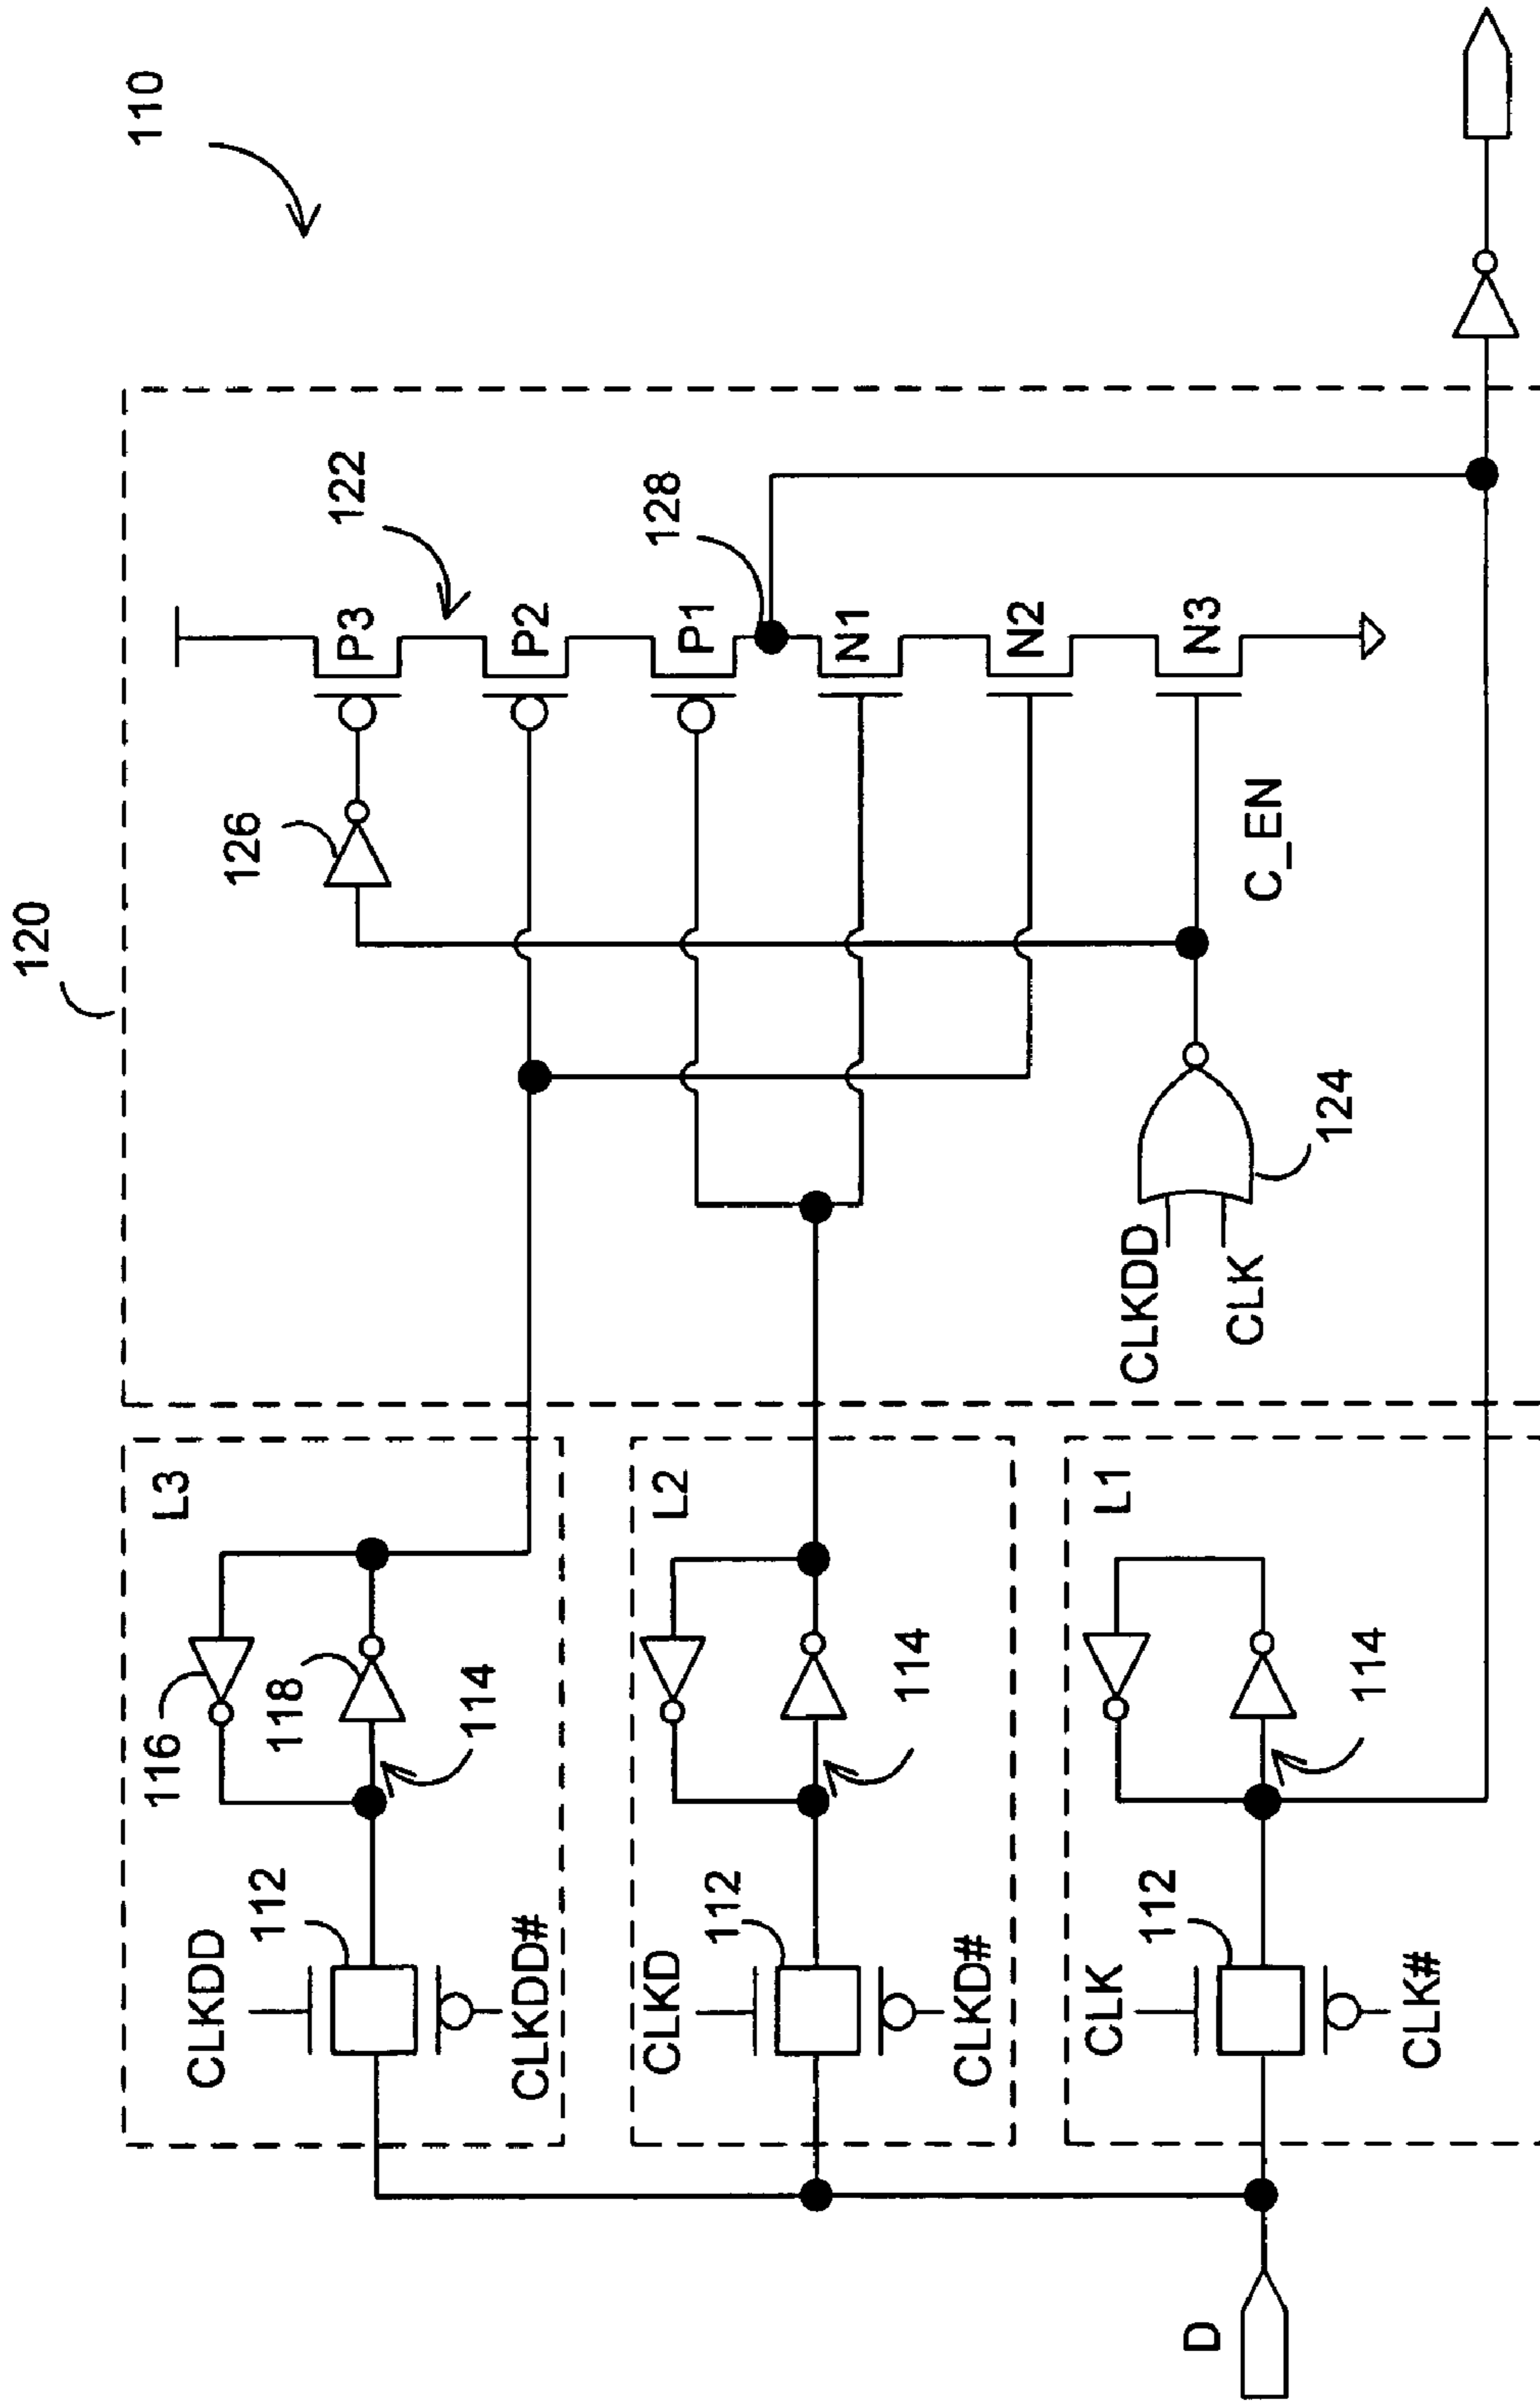 110
120
122
126
P3
P2
128
P1
N1
N2
N3
C_EN
CLKDD
CLK
124
L3
116
118
114
CLKDD
112
CLKDD#
L2
114
CLKD
112
CLKD#
L1
114
CLK
112
CLK#
D